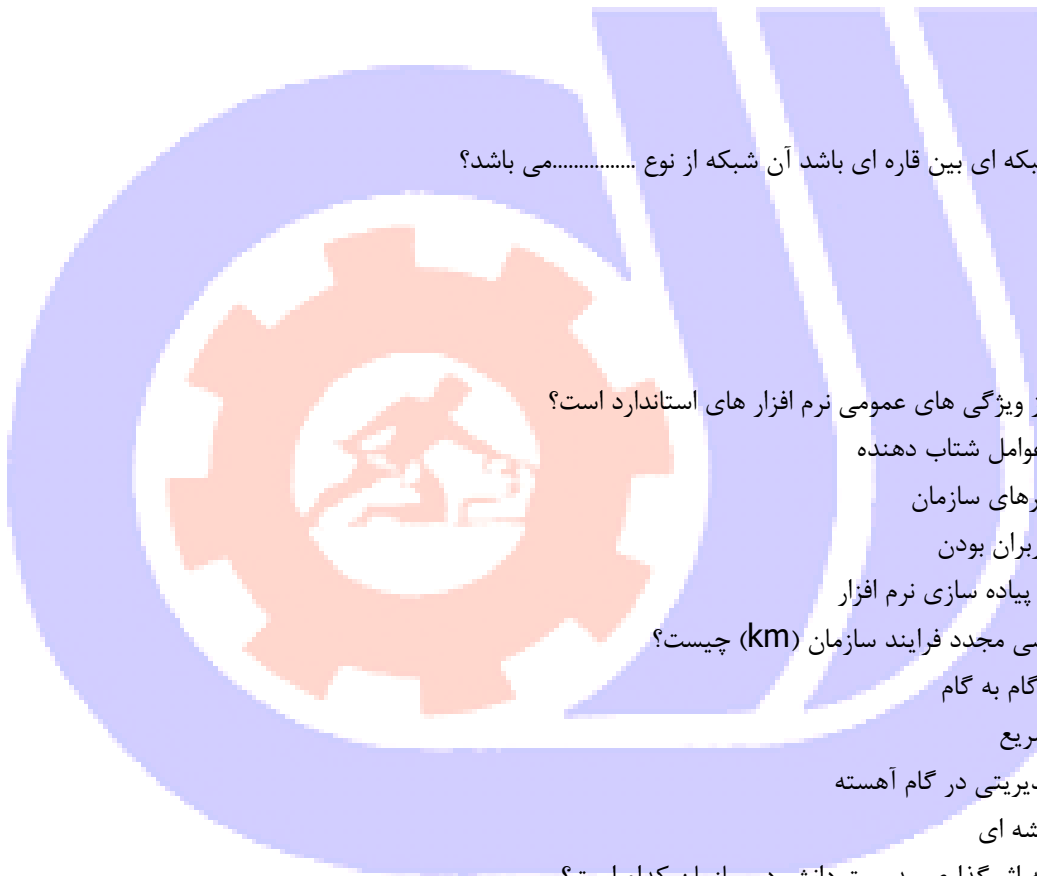 بکه ای بین قاره ای باشد آن شبکه از نوع ...............می باشد؟
ز ویژگی های عمومی نرم افزار های استاندارد است؟
وامل شتاب دهنده
رهای سازمان
ربران بودن
پیاده سازی نرم افزار
سی مجدد فرایند سازمان (km) چیست؟
گام به گام
ریع
دیریتی در گام آهسته
شه ای